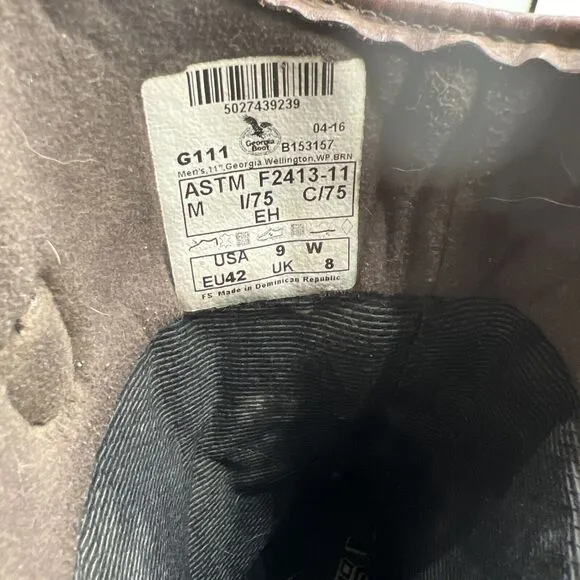 5027439239
04-16
G111 Georgia Boot B153157
Men's,11",Georgia Wellington,WP,BRN
ASTM F2413-11
M I/75 C/75
EH
USA 9 W
EU42 UK 8
FS Made in Dominican Republic